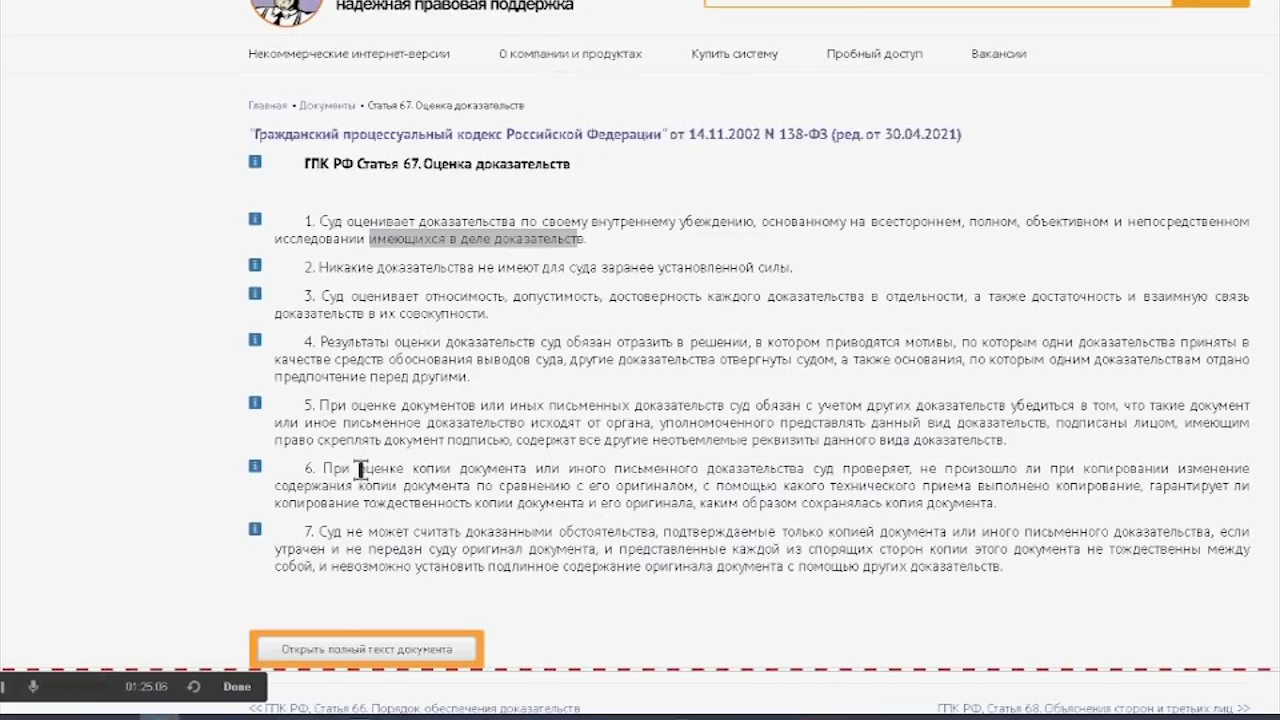 надежная правовая поддержка
Некоммерческие интернет-версии О компании и продуктах Купить систему Пробный доступ Вакансии
Главная • Документы • Статья 67. Оценка доказательств
"Гражданский процессуальный кодекс Российской Федерации" от 14.11.2002 N 138-ФЗ (ред. от 30.04.2021)
ГПК РФ Статья 67. Оценка доказательств
1. Суд оценивает доказательства по своему внутреннему убеждению, основанному на всестороннем, полном, объективном и непосредственном
исследовании имеющихся в деле доказательств.
2. Никакие доказательства не имеют для суда заранее установленной силы.
3. Суд оценивает относимость, допустимость, достоверность каждого доказательства в отдельности, а также достаточность и взаимную связь
доказательств в их совокупности.
4. Результаты оценки доказательств суд обязан отразить в решении, в котором приводятся мотивы, по которым одни доказательства приняты в
качестве средств обоснования выводов суда, другие доказательства отвергнуты судом, а также основания, по которым одним доказательствам отдано
предпочтение перед другими.
5. При оценке документов или иных письменных доказательств суд обязан с учетом других доказательств убедиться в том, что такие документ
или иное письменное доказательство исходят от органа, уполномоченного представлять данный вид доказательств, подписаны лицом, имеющим
право скреплять документ подписью, содержат все другие неотъемлемые реквизиты данного вида доказательств.
6. При оценке копии документа или иного письменного доказательства суд проверяет, не произошло ли при копировании изменение
содержания копии документа по сравнению с его оригиналом, с помощью какого технического приема выполнено копирование, гарантирует ли
копирование тождественность копии документа и его оригинала, каким образом сохранялась копия документа.
7. Суд не может считать доказанными обстоятельства, подтверждаемые только копией документа или иного письменного доказательства, если
утрачен и не передан суду оригинал документа, и представленные каждой из спорящих сторон копии этого документа не тождественны между
собой, и невозможно установить подлинное содержание оригинала документа с помощью других доказательств.
Открыть полный текст документа
01:25:06 Done
<< ГПК РФ, Статья 66. Порядок обеспечения доказательств ГПК РФ, Статья 68. Объяснения сторон и третьих лиц >>